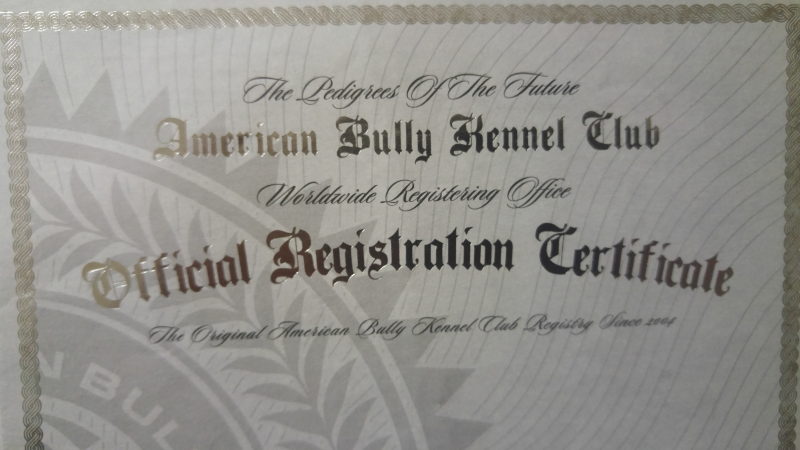 The Pedigrees Of The Future
American Bully Kennel Club
Worldwide Registering Office
Official Registration Certificate
The Original American Bully Kennel Club Registry Since 2004
N BUL